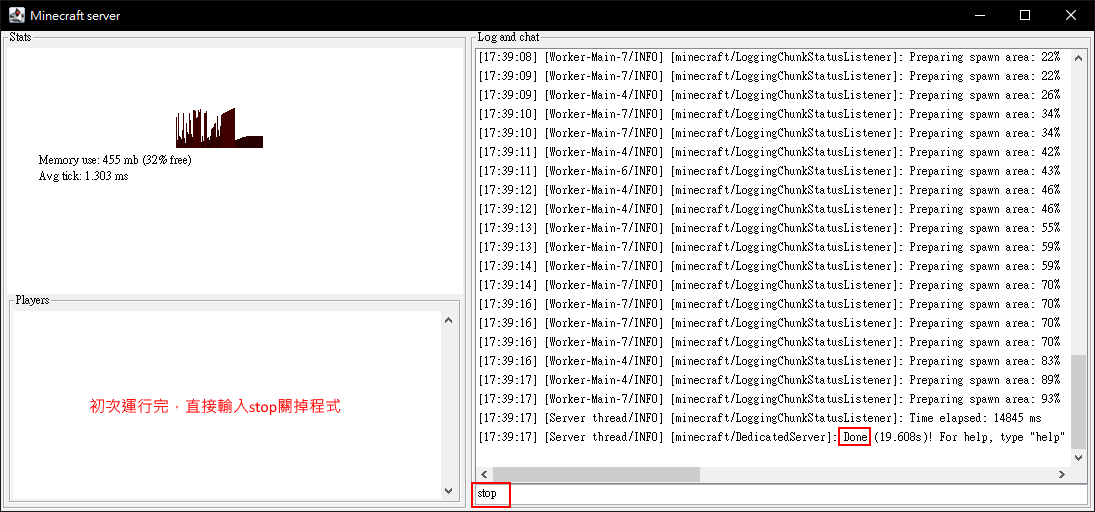 Minecraft server
Stats
Memory use: 455 mb (32% free)
Avg tick: 1.303 ms
Players
初次運行完，直接輸入stop關掉程式
Log and chat
[17:39:08] [Worker-Main-7/INFO] [minecraft/LoggingChunkStatusListener]: Preparing spawn area: 22%
[17:39:09] [Worker-Main-7/INFO] [minecraft/LoggingChunkStatusListener]: Preparing spawn area: 22%
[17:39:09] [Worker-Main-4/INFO] [minecraft/LoggingChunkStatusListener]: Preparing spawn area: 26%
[17:39:10] [Worker-Main-7/INFO] [minecraft/LoggingChunkStatusListener]: Preparing spawn area: 34%
[17:39:10] [Worker-Main-7/INFO] [minecraft/LoggingChunkStatusListener]: Preparing spawn area: 34%
[17:39:11] [Worker-Main-4/INFO] [minecraft/LoggingChunkStatusListener]: Preparing spawn area: 42%
[17:39:11] [Worker-Main-6/INFO] [minecraft/LoggingChunkStatusListener]: Preparing spawn area: 43%
[17:39:12] [Worker-Main-4/INFO] [minecraft/LoggingChunkStatusListener]: Preparing spawn area: 46%
[17:39:12] [Worker-Main-4/INFO] [minecraft/LoggingChunkStatusListener]: Preparing spawn area: 46%
[17:39:13] [Worker-Main-7/INFO] [minecraft/LoggingChunkStatusListener]: Preparing spawn area: 55%
[17:39:13] [Worker-Main-7/INFO] [minecraft/LoggingChunkStatusListener]: Preparing spawn area: 59%
[17:39:14] [Worker-Main-7/INFO] [minecraft/LoggingChunkStatusListener]: Preparing spawn area: 59%
[17:39:14] [Worker-Main-7/INFO] [minecraft/LoggingChunkStatusListener]: Preparing spawn area: 70%
[17:39:16] [Worker-Main-7/INFO] [minecraft/LoggingChunkStatusListener]: Preparing spawn area: 70%
[17:39:16] [Worker-Main-7/INFO] [minecraft/LoggingChunkStatusListener]: Preparing spawn area: 70%
[17:39:16] [Worker-Main-7/INFO] [minecraft/LoggingChunkStatusListener]: Preparing spawn area: 70%
[17:39:16] [Worker-Main-4/INFO] [minecraft/LoggingChunkStatusListener]: Preparing spawn area: 83%
[17:39:17] [Worker-Main-4/INFO] [minecraft/LoggingChunkStatusListener]: Preparing spawn area: 89%
[17:39:17] [Worker-Main-7/INFO] [minecraft/LoggingChunkStatusListener]: Preparing spawn area: 93%
[17:39:17] [Server thread/INFO] [minecraft/LoggingChunkStatusListener]: Time elapsed: 14845 ms
[17:39:17] [Server thread/INFO] [minecraft/DedicatedServer]: Done (19.608s)! For help, type "help"
stop